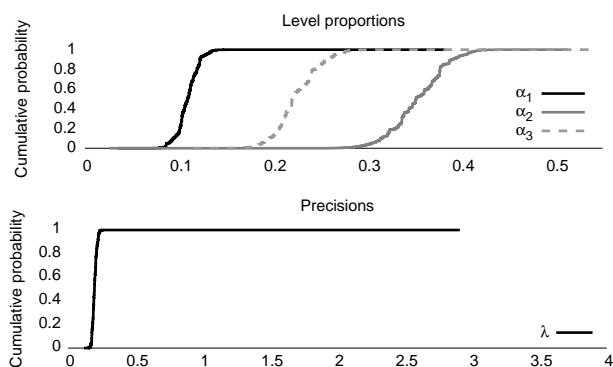 Level proportions
Cumulative probability
1
0.8
0.6
0.4
0.2
0
α1
α2
α3
0 0.1 0.2 0.3 0.4 0.5
Precisions
Cumulative probability
1
0.8
0.6
0.4
0.2
0
λ
0 0.5 1 1.5 2 2.5 3 3.5 4